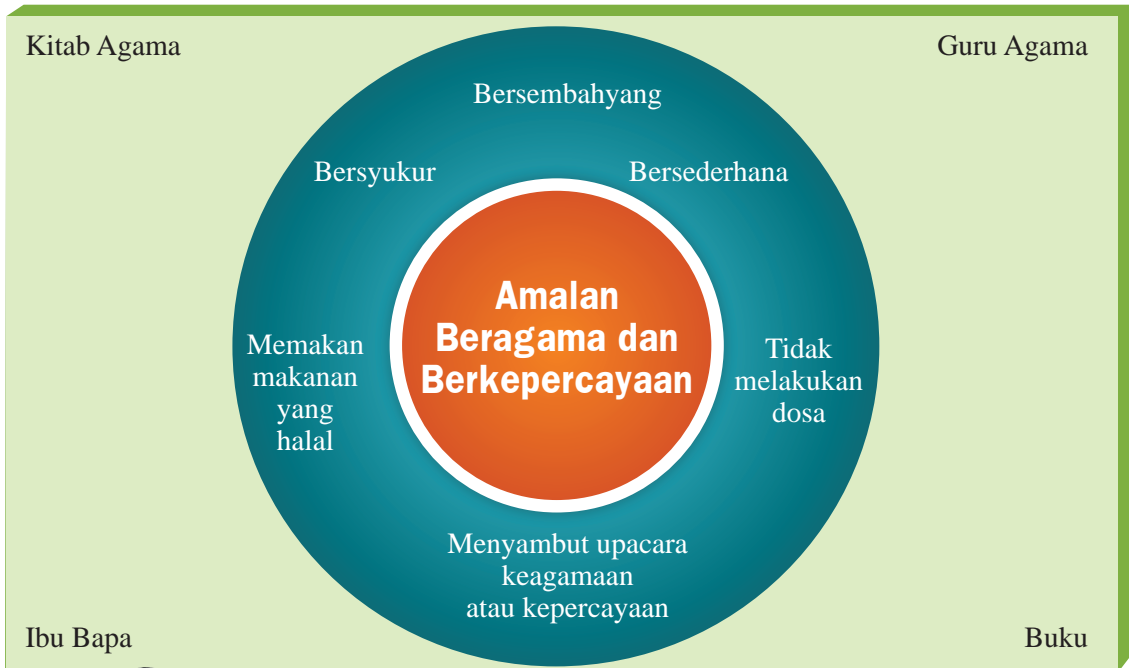 Kitab Agama
Guru Agama
Bersembahyang
Bersyukur
Bersederhana
Amalan
Beragama dan
Berkepercayaan
Memakan
makanan
yang
halal
Tidak
melakukan
dosa
Menyambut upacara
keagamaan
atau kepercayaan
Ibu Bapa
Buku